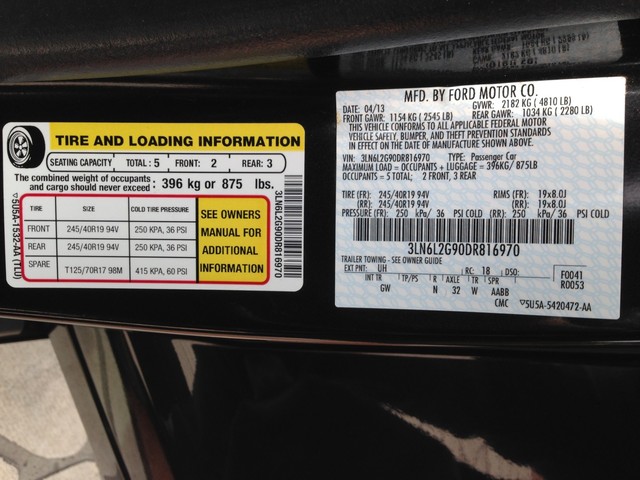 TIRE AND LOADING INFORMATION
SEATING CAPACITY TOTAL: 5 FRONT: 2 REAR: 3
The combined weight of occupants and cargo should never exceed : 396 kg or 875 lbs.
TIRE SIZE COLD TIRE PRESSURE
FRONT 245/40R19 94V 250 KPA, 36 PSI
REAR 245/40R19 94V 250 KPA, 36 PSI
SPARE T125/70R17 98M 415 KPA, 60 PSI
SEE OWNERS
MANUAL FOR
ADDITIONAL
INFORMATION
5U5A-1532-AA (TLU)
3LN6L2G90DR816970
MFD. BY FORD MOTOR CO.
DATE: 04/13 GVWR: 2182 KG ( 4810 LB)
FRONT GAWR: 1154 KG ( 2545 LB) REAR GAWR: 1034 KG ( 2280 LB)
THIS VEHICLE CONFORMS TO ALL APPLICABLE FEDERAL MOTOR
VEHICLE SAFETY, BUMPER, AND THEFT PREVENTION STANDARDS
IN EFFECT ON THE DATE OF MANUFACTURE SHOWN ABOVE.
VIN: 3LN6L2G90DR816970 TYPE: Passenger Car
MAXIMUM LOAD = OCCUPANTS + LUGGAGE = 396KG/ 875LB
OCCUPANTS = 5 TOTAL: 2 FRONT, 3 REAR
TIRE (FR): 245/40R19 94V RIMS (FR): 19x8.0J
(RR): 245/40R19 94V (RR): 19x8.0J
PRESSURE (FR): 250 kPa/ 36 PSI COLD (RR): 250 kPa/ 36 PSI COLD
3LN6L2G90DR816970
TRAILER TOWING - SEE OWNER GUIDE
EXT PNT: UH RC: 18 DSO: F0041
R0053
INT TR TP/PS R AXLE TR SPR
GW N 32 W AABB
CMC 5U5A-5420472-AA